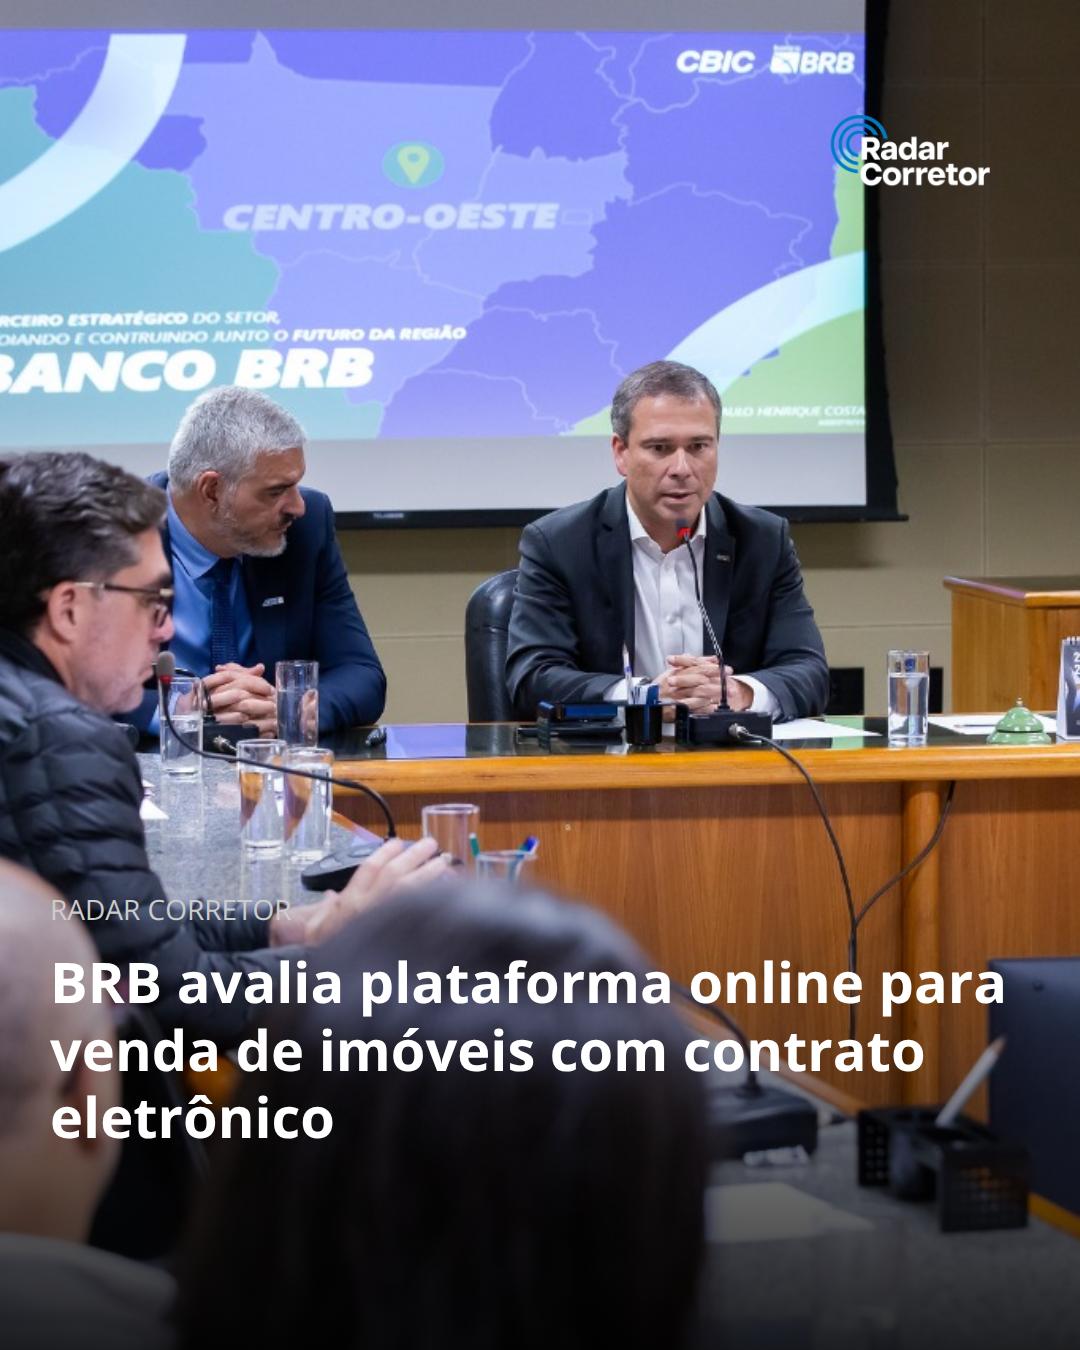 CBIC BRB
Radar
Corretor
CENTRO-OESTE
RCEIRO ESTRATÉGICO DO SETOR,
OIANDO E CONTRUINDO JUNTO O FUTURO DA REGIÃO
BANCO BRB
AULO HENRIQUE COSTA
RADAR CORRETOR
BRB avalia plataforma online para
venda de imóveis com contrato
eletrônico